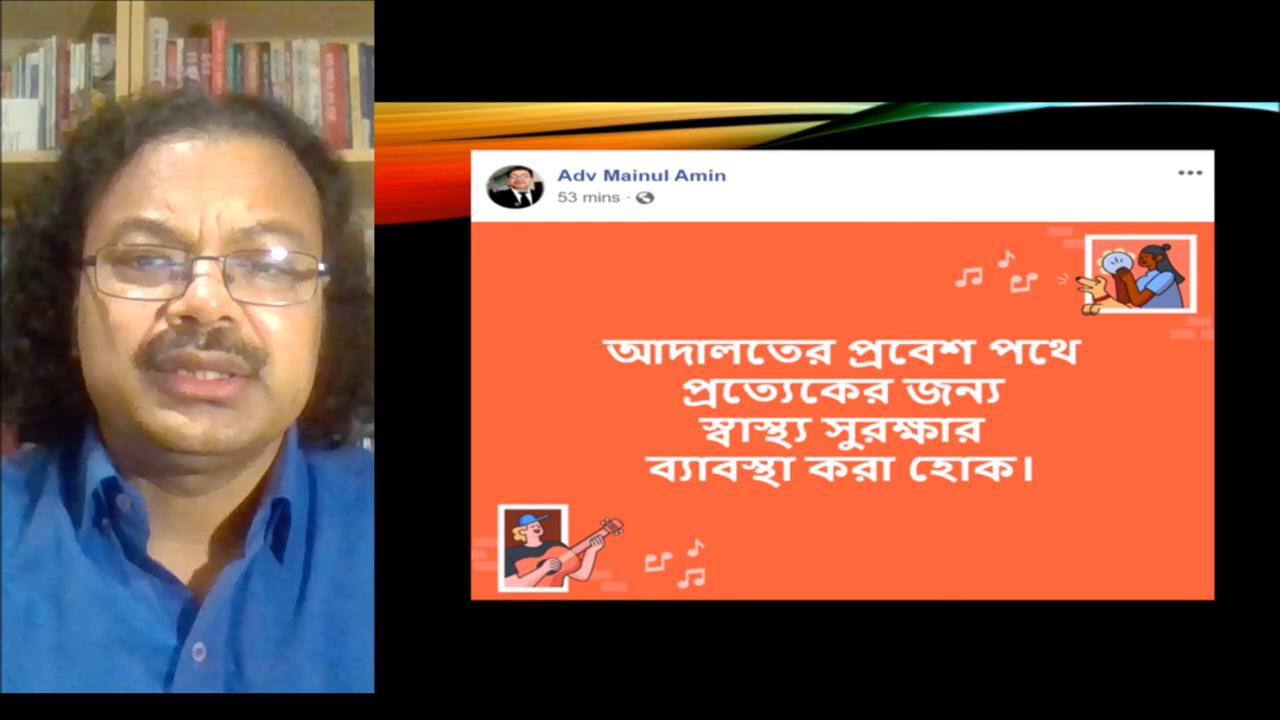 Adv Mainul Amin
53 mins ·
আদালতের প্রবেশ পথে
প্রত্যেকের জন্য
স্বাস্থ্য সুরক্ষার
ব্যাবস্থা করা হোক।